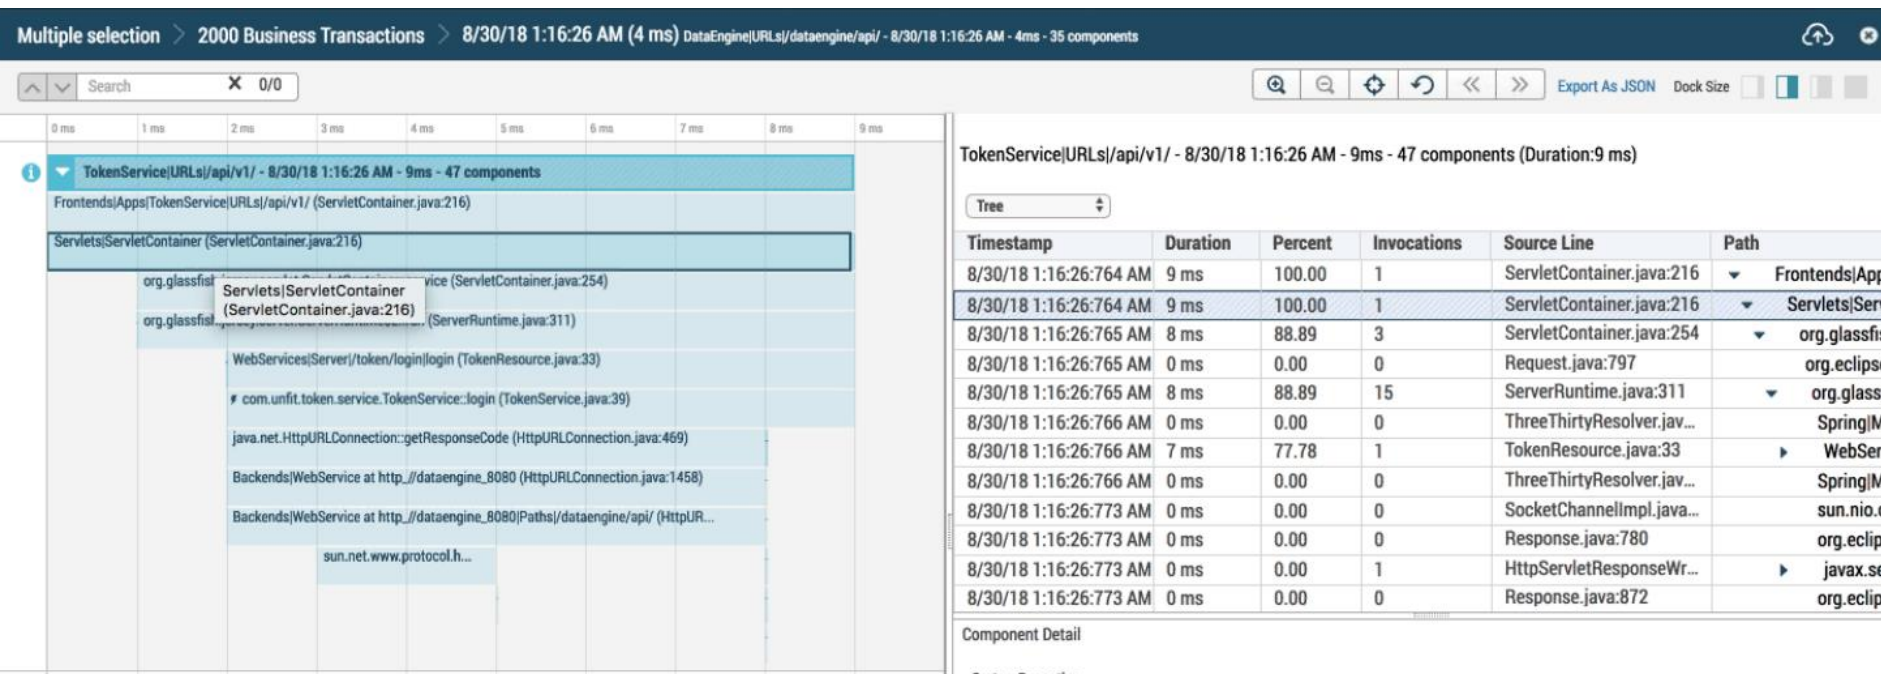 Multiple selection > 2000 Business Transactions > 8/30/18 1:16:26 AM (4 ms) DataEngine|URLs|/dataengine/api/ - 8/30/18 1:16:26 AM - 4ms - 35 components
Search X 0/0
Export As JSON Dock Size
0 ms 1 ms 2 ms 3 ms 4 ms 5 ms 6 ms 7 ms 8 ms 9 ms
TokenService|URLs|/api/v1/ - 8/30/18 1:16:26 AM - 9ms - 47 components
Frontends|Apps|TokenService|URLs|/api/v1/ (ServletContainer.java:216)
Servlets|ServletContainer (ServletContainer.java:216)
org.glassfish vice (ServletContainer.java:254)
Servlets|ServletContainer
(ServletContainer.java:216)
org.glassfish (ServerRuntime.java:311)
WebServices|Server|/token/login|login (TokenResource.java:33)
com.unfit.token.service.TokenService::login (TokenService.java:39)
java.net.HttpURLConnection::getResponseCode (HttpURLConnection.java:469)
Backends|WebService at http_//dataengine_8080 (HttpURLConnection.java:1458)
Backends|WebService at http_//dataengine_8080|Paths|/dataengine/api/ (HttpUR...
sun.net.www.protocol.h...
TokenService|URLs|/api/v1/ - 8/30/18 1:16:26 AM - 9ms - 47 components (Duration:9 ms)
Tree
Timestamp Duration Percent Invocations Source Line Path
8/30/18 1:16:26:764 AM 9 ms 100.00 1 ServletContainer.java:216 Frontends|App
8/30/18 1:16:26:764 AM 9 ms 100.00 1 ServletContainer.java:216 Servlets|Ser
8/30/18 1:16:26:765 AM 8 ms 88.89 3 ServletContainer.java:254 org.glassfis
8/30/18 1:16:26:765 AM 0 ms 0.00 0 Request.java:797 org.eclips
8/30/18 1:16:26:765 AM 8 ms 88.89 15 ServerRuntime.java:311 org.glass
8/30/18 1:16:26:766 AM 0 ms 0.00 0 ThreeThirtyResolver.jav... Spring|M
8/30/18 1:16:26:766 AM 7 ms 77.78 1 TokenResource.java:33 WebSer
8/30/18 1:16:26:766 AM 0 ms 0.00 0 ThreeThirtyResolver.jav... Spring|M
8/30/18 1:16:26:773 AM 0 ms 0.00 0 SocketChannelImpl.java... sun.nio.
8/30/18 1:16:26:773 AM 0 ms 0.00 0 Response.java:780 org.eclip
8/30/18 1:16:26:773 AM 0 ms 0.00 1 HttpServletResponseWr... javax.se
8/30/18 1:16:26:773 AM 0 ms 0.00 0 Response.java:872 org.eclip
Component Detail